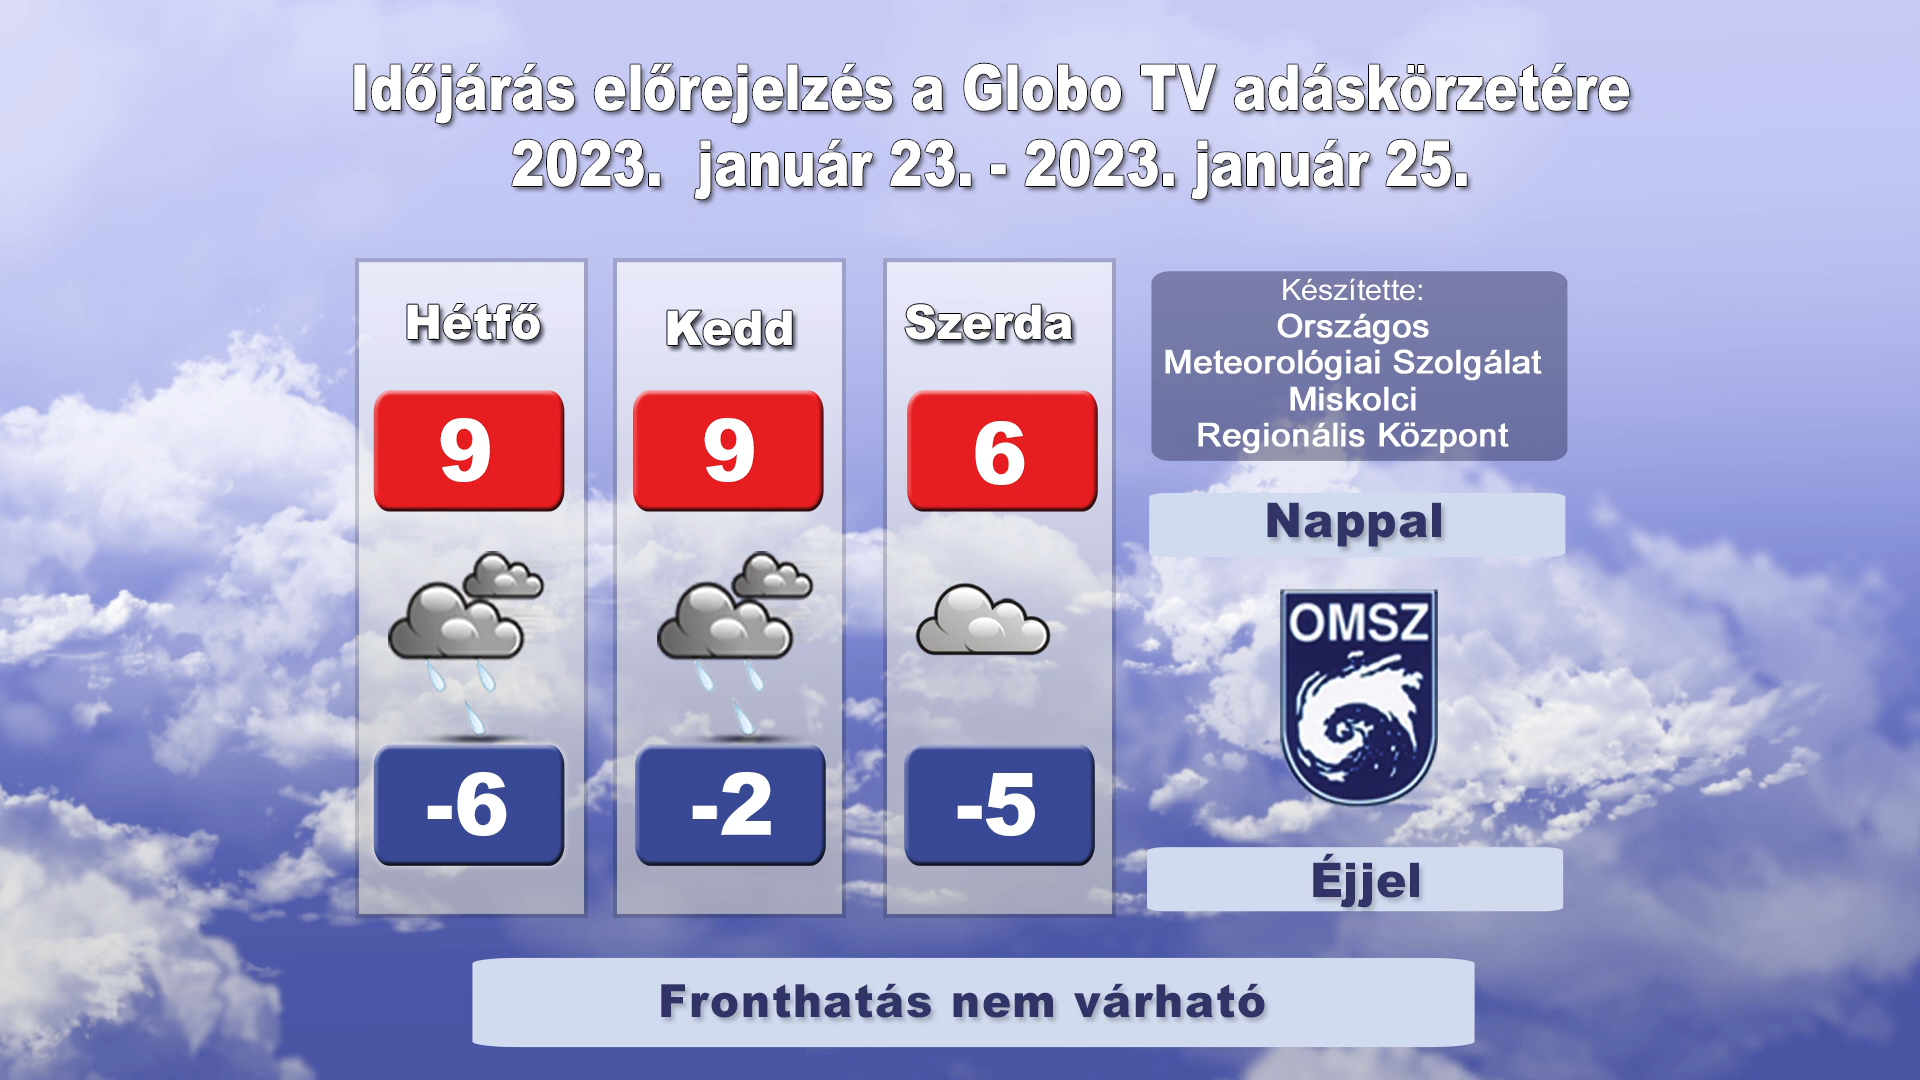 Időjárás előrejelzés a Globo TV adáskörzetére
2023. január 23. - 2023. január 25.
Hétfő
Kedd
Szerda
9
9
6
-6
-2
-5
Készítette:
Országos
Meteorológiai Szolgálat
Miskolci
Regionális Központ
Nappal
OMSZ
Éjjel
Fronthatás nem várható